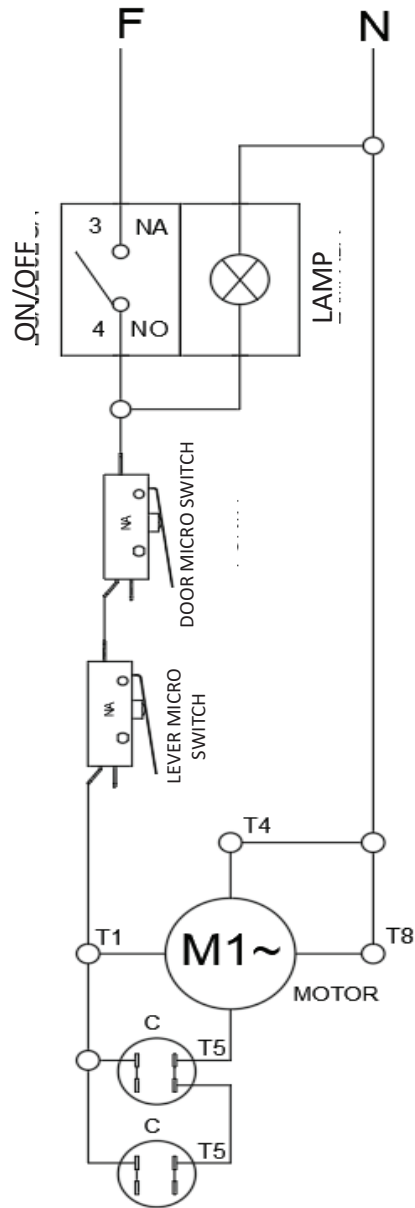 F
N
3 NA
4 NO
ON/OFF
LAMP
NA
DOOR MICRO SWITCH
NA
LEVER MICRO
SWITCH
T4
T1
M1~
T8
MOTOR
C
T5
C
T5